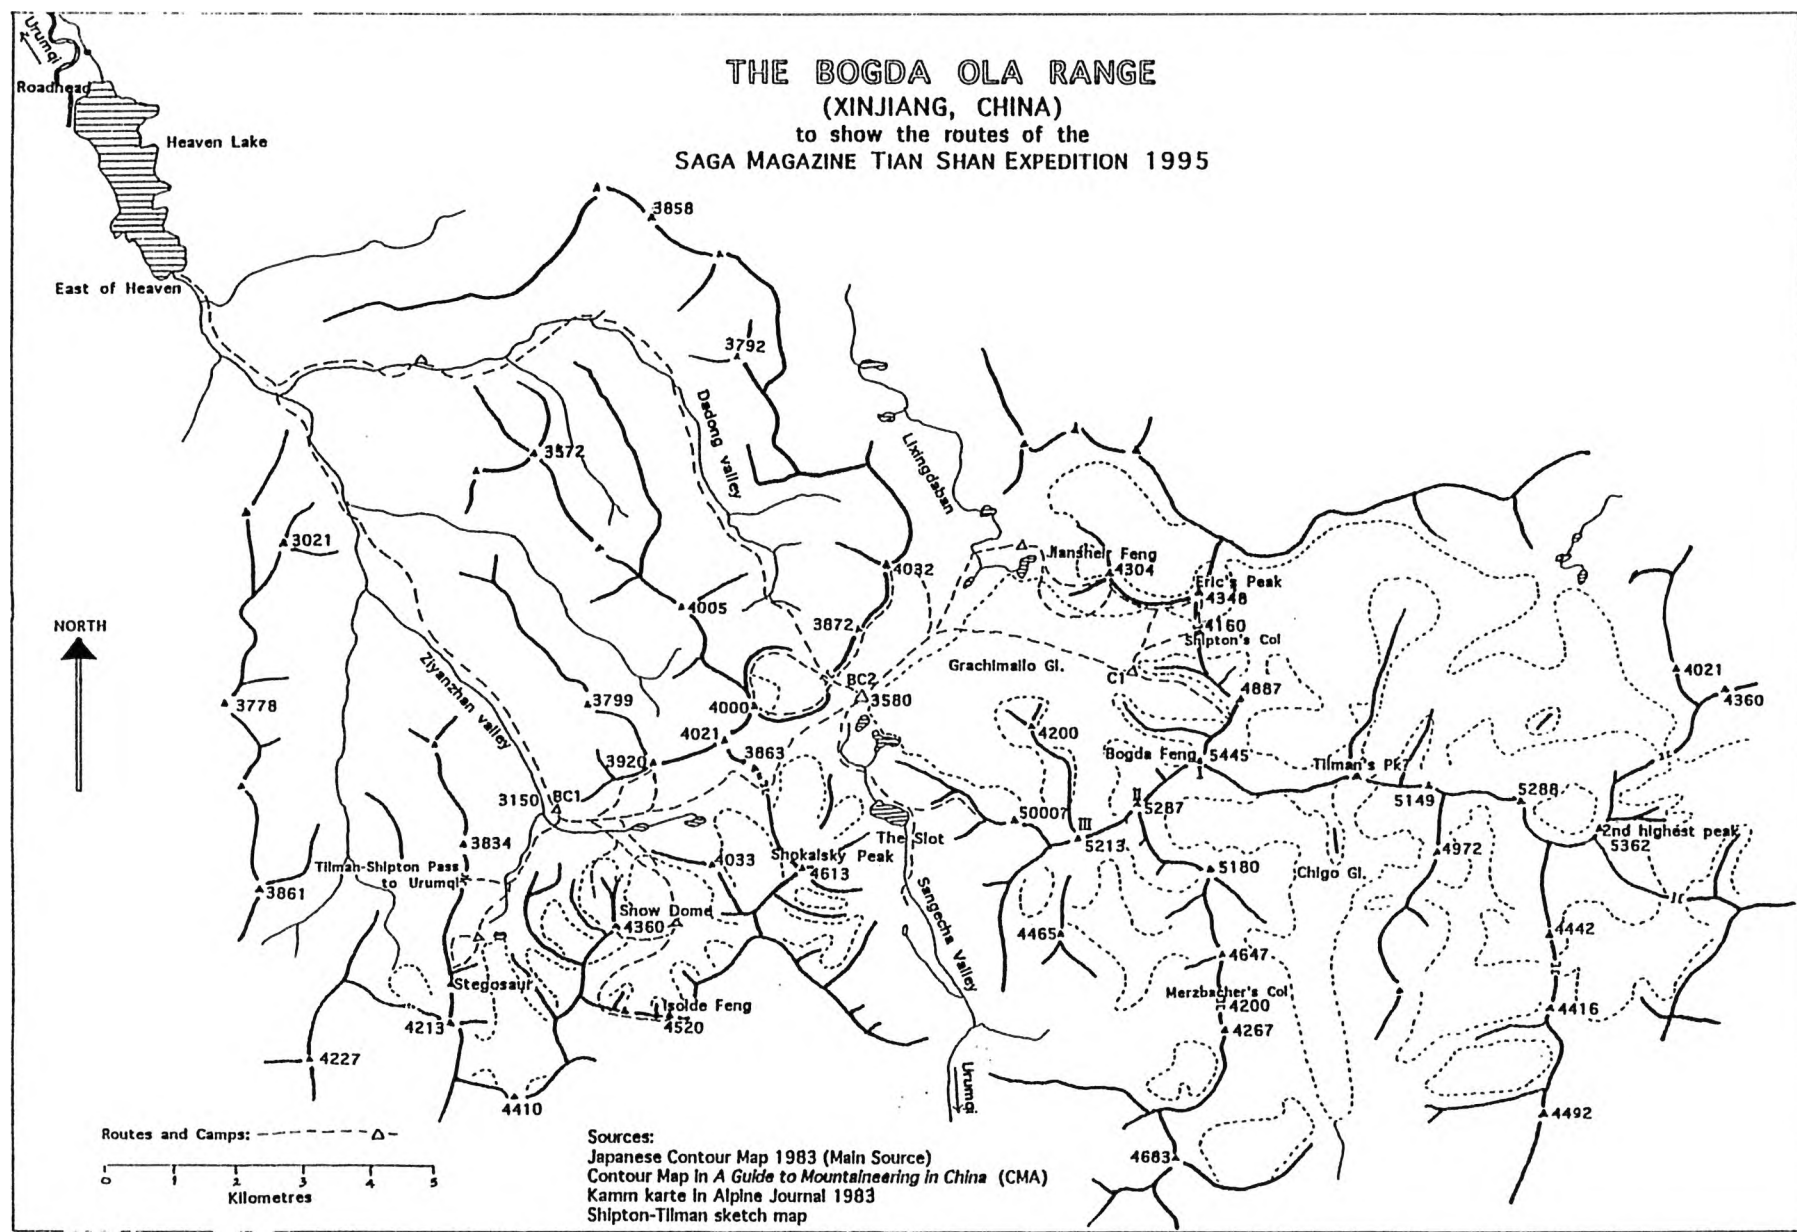 THE BOGDA OLA RANGE
(XINJIANG, CHINA)
to show the routes of the
SAGA MAGAZINE TIAN SHAN EXPEDITION 1995
Urumqi
Roadhead
Heaven Lake
East of Heaven
3858
3792
Dadong valley
Lixingdaban
3572
3021
4032
Eric's Peak
4304
4348
4005
3872
4160
Shipton's Col
NORTH
Grachimailo Gl.
C1
BC2
3580
4887
4021
4360
Ziyanzhan valley
3778
3799
4000
4200
4021
3863
3920
Bogda Feng
5445
I
Tilman's Pk?
5149
5288
BC1
3150
II
5287
5000?
III
5213
The Slot
2nd highest peak
5362
3834
Tilman-Shipton Pass
to Urumqi
4033
Shokalsky Peak
4613
5180
Chigo Gl.
4972
3861
Snow Dome
4360
Sangecha Valley
4465
4647
4442
Stegosaur
Isolde Feng
4520
Merzbacher's Col
4200
4267
4416
4213
4227
4410
Urumqi
4683
4492
Routes and Camps:
0 1 2 3 4 5
Kilometres
Sources:
Japanese Contour Map 1983 (Main Source)
Contour Map in A Guide to Mountaineering in China (CMA)
Kamm karte in Alpine Journal 1983
Shipton-Tilman sketch map